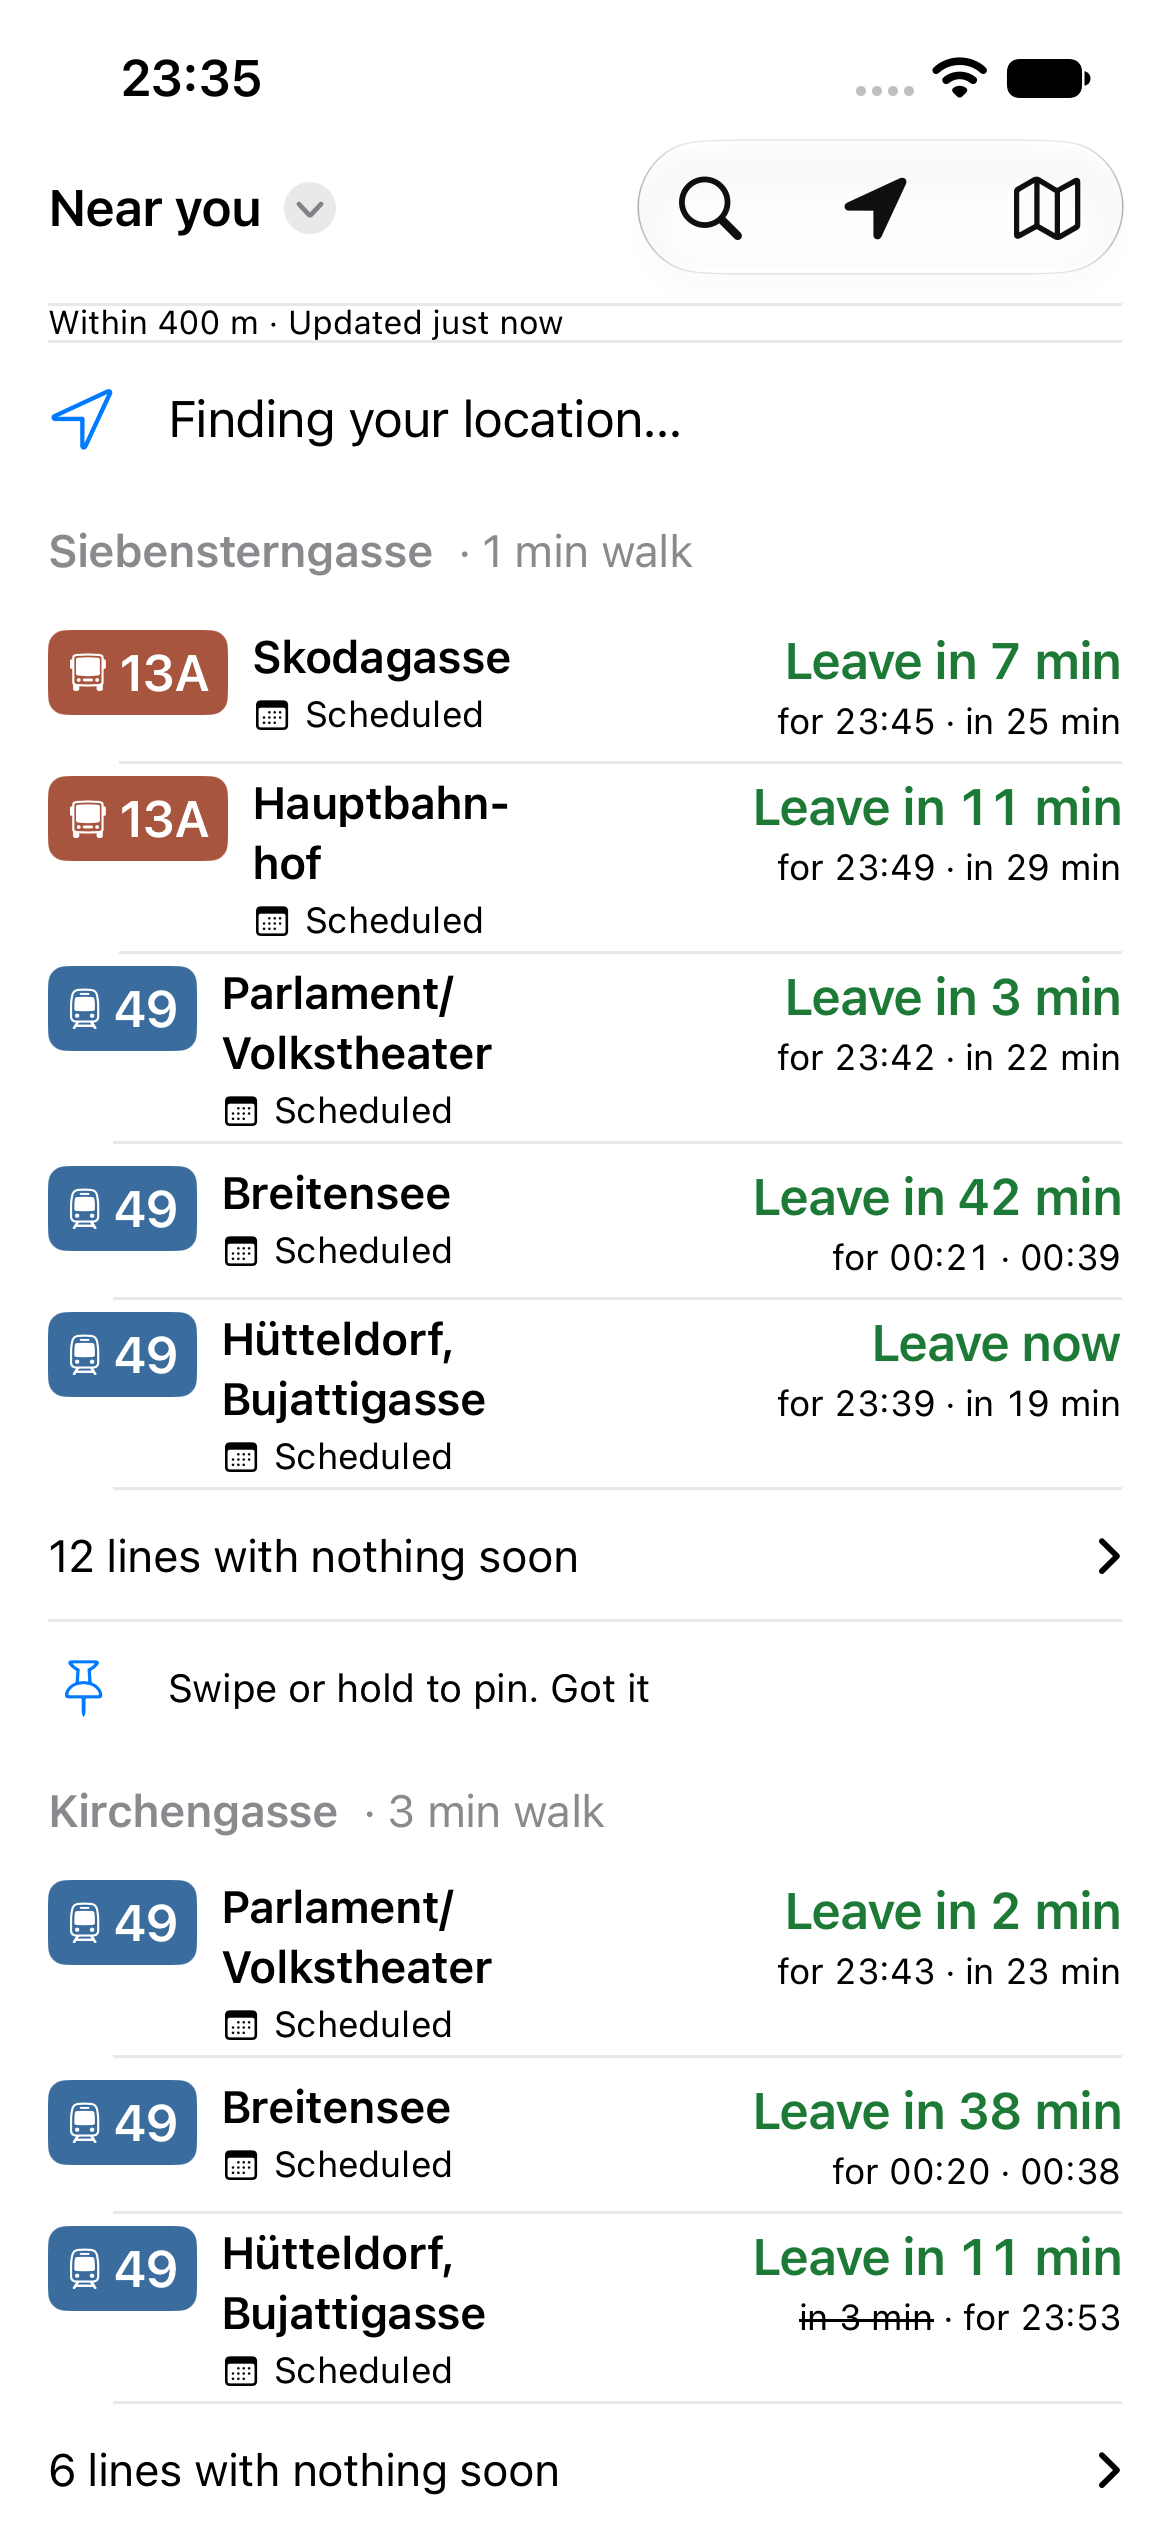 23:35
Near you
Within 400 m · Updated just now
Finding your location...
Siebensterngasse · 1 min walk
13A Skodagasse Leave in 7 min
Scheduled for 23:45 · in 25 min
13A Hauptbahn- Leave in 11 min
hof for 23:49 · in 29 min
Scheduled
49 Parlament/ Leave in 3 min
Volkstheater for 23:42 · in 22 min
Scheduled
49 Breitensee Leave in 42 min
Scheduled for 00:21 · 00:39
49 Hütteldorf, Leave now
Bujattigasse for 23:39 · in 19 min
Scheduled
12 lines with nothing soon
Swipe or hold to pin. Got it
Kirchengasse · 3 min walk
49 Parlament/ Leave in 2 min
Volkstheater for 23:43 · in 23 min
Scheduled
49 Breitensee Leave in 38 min
Scheduled for 00:20 · 00:38
49 Hütteldorf, Leave in 11 min
Bujattigasse in 3 min · for 23:53
Scheduled
6 lines with nothing soon